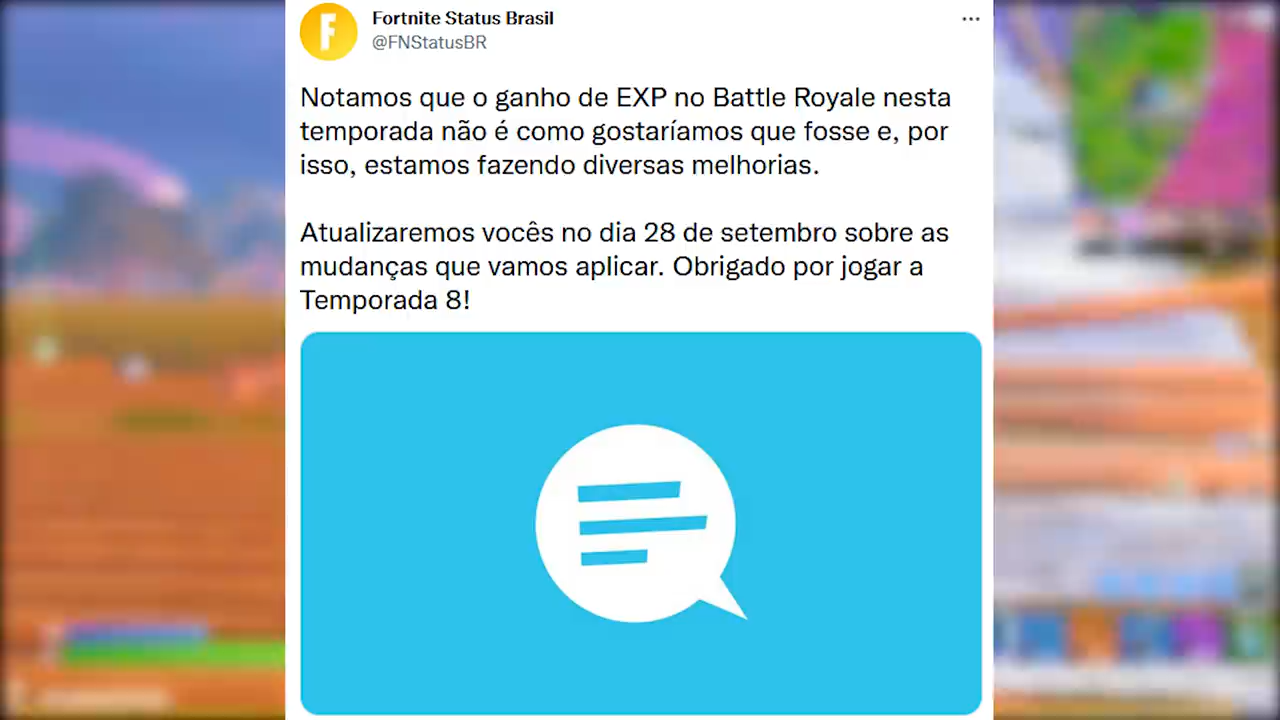 Fortnite Status Brasil
@FNStatusBR
Notamos que o ganho de EXP no Battle Royale nesta
temporada não é como gostaríamos que fosse e, por
isso, estamos fazendo diversas melhorias.
Atualizaremos vocês no dia 28 de setembro sobre as
mudanças que vamos aplicar. Obrigado por jogar a
Temporada 8!